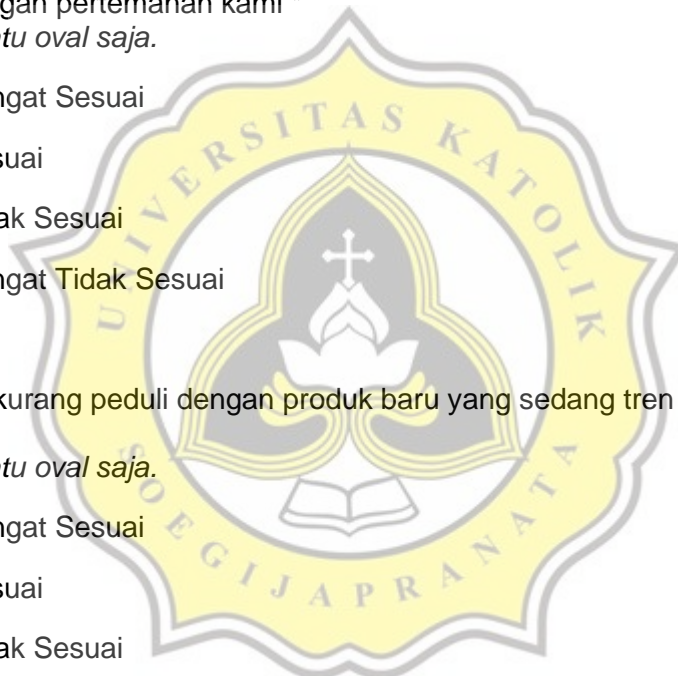 gan pertemanan kami *
tu oval saja.
ngat Sesuai
suai
ak Sesuai
ngat Tidak Sesuai
kurang peduli dengan produk baru yang sedang tren
tu oval saja.
ngat Sesuai
suai
ak Sesuai
UNIVERSITAS KATOLIK
SOEGIJAPRANATA